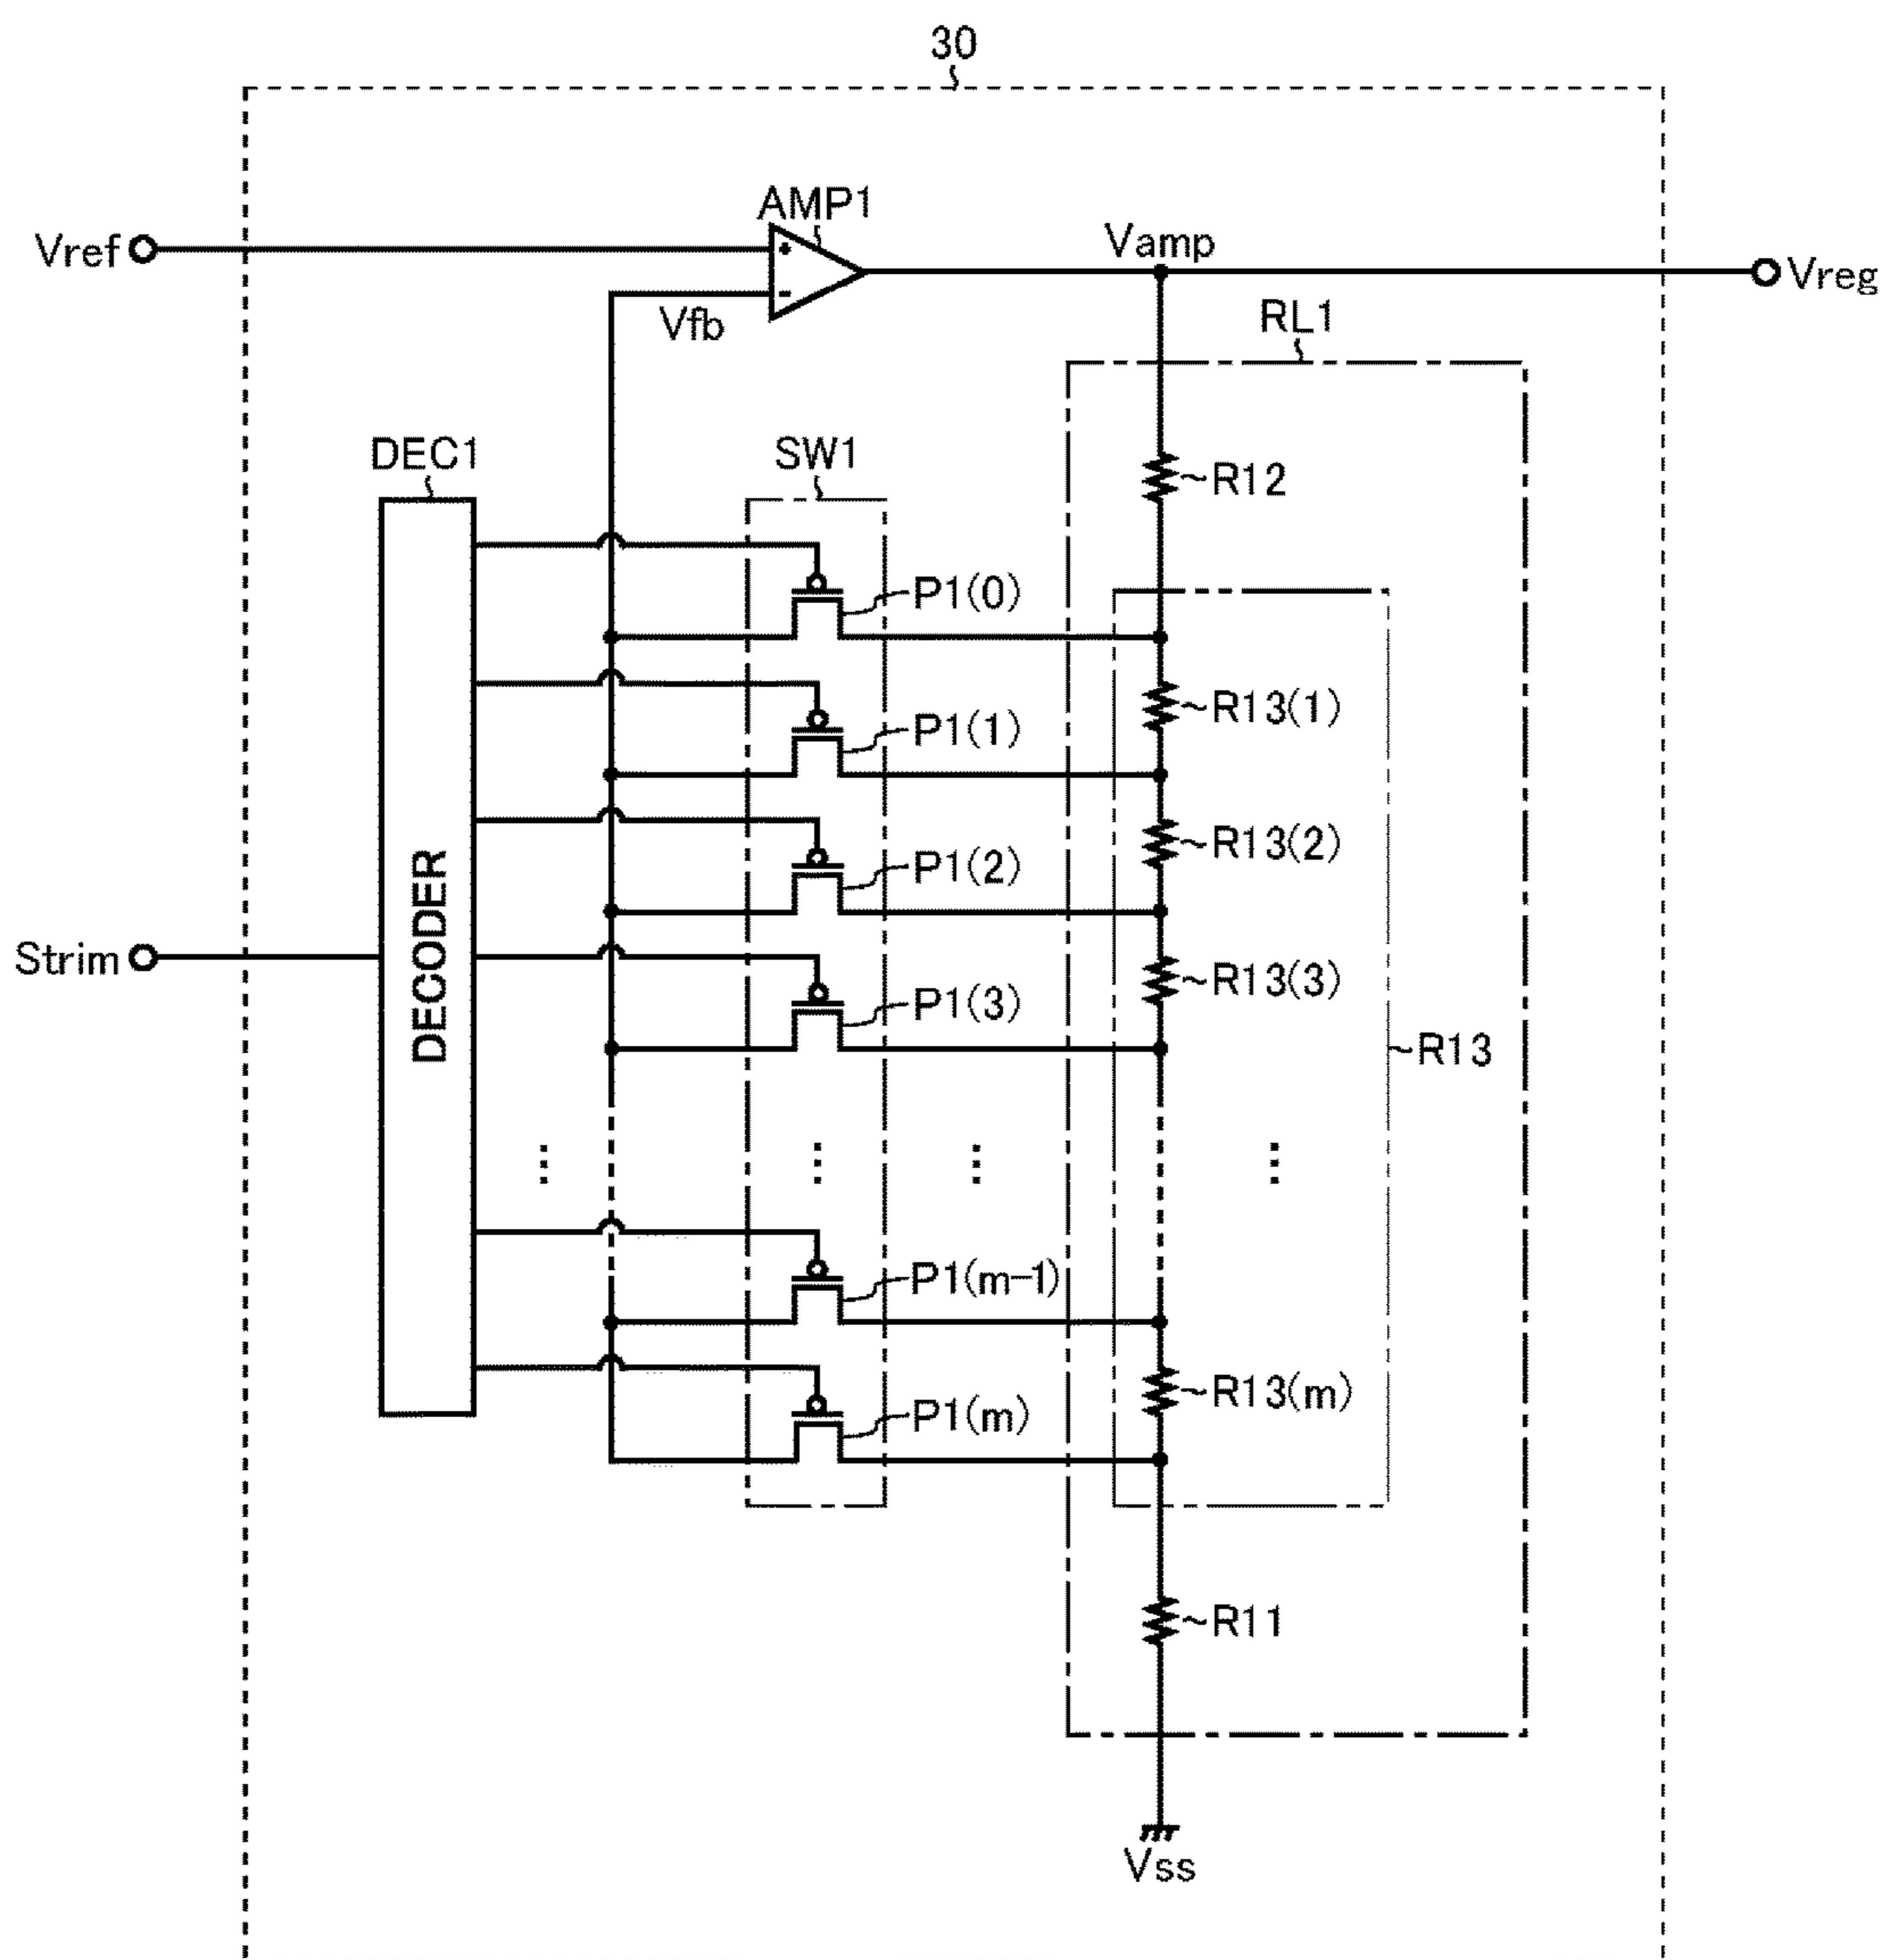 30
AMP1
Vref
+
-
Vamp
Vreg
Vfb
RL1
DEC1
SW1
R12
P1(0)
R13(1)
P1(1)
R13(2)
P1(2)
DECODER
Strim
R13(3)
P1(3)
R13
P1(m-1)
R13(m)
P1(m)
R11
Vss